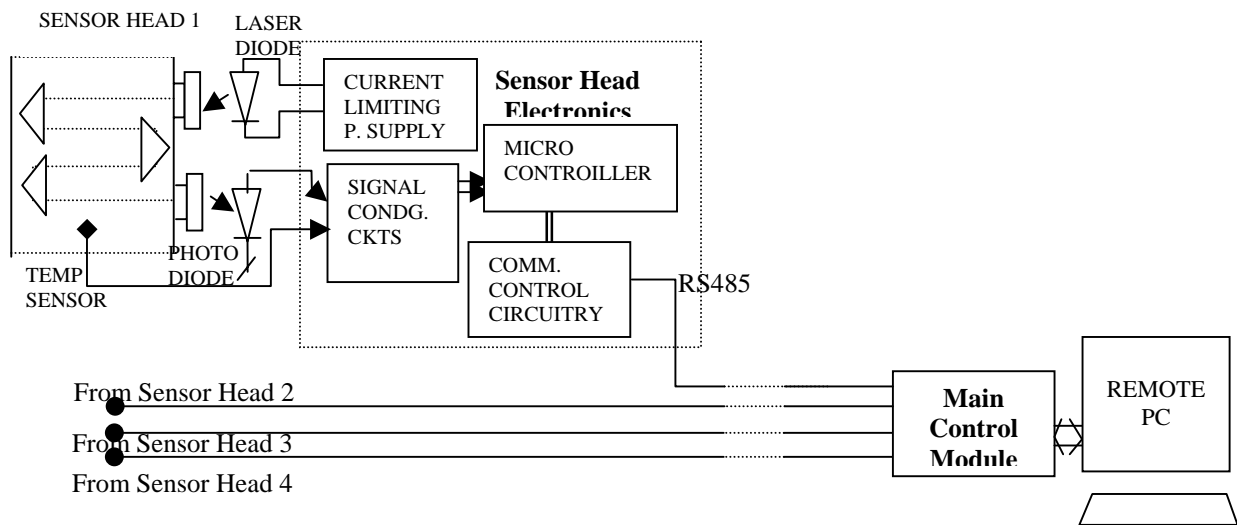 SENSOR HEAD 1
LASER
DIODE
CURRENT
LIMITING
P. SUPPLY
Sensor Head
Electronics
MICRO
CONTROILLER
SIGNAL
CONDG.
CKTS
PHOTO
DIODE
TEMP
SENSOR
COMM.
CONTROL
CIRCUITRY
RS485
From Sensor Head 2
From Sensor Head 3
From Sensor Head 4
Main
Control
Module
REMOTE
PC